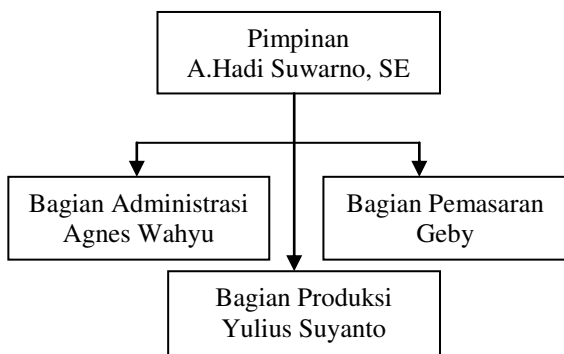 Pimpinan
A.Hadi Suwarno, SE
Bagian Administrasi
Agnes Wahyu
Bagian Pemasaran
Geby
Bagian Produksi
Yulius Suyanto